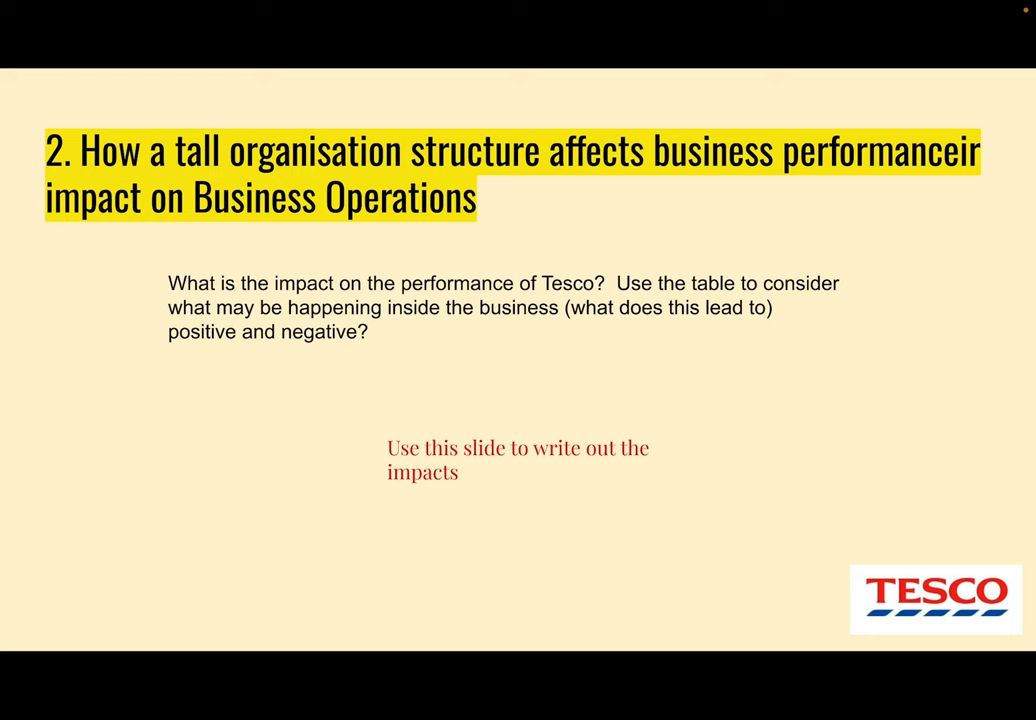 2. How a tall organisation structure affects business performanceir
impact on Business Operations
What is the impact on the performance of Tesco?  Use the table to consider
what may be happening inside the business (what does this lead to)
positive and negative?
Use this slide to write out the
impacts
TESCO